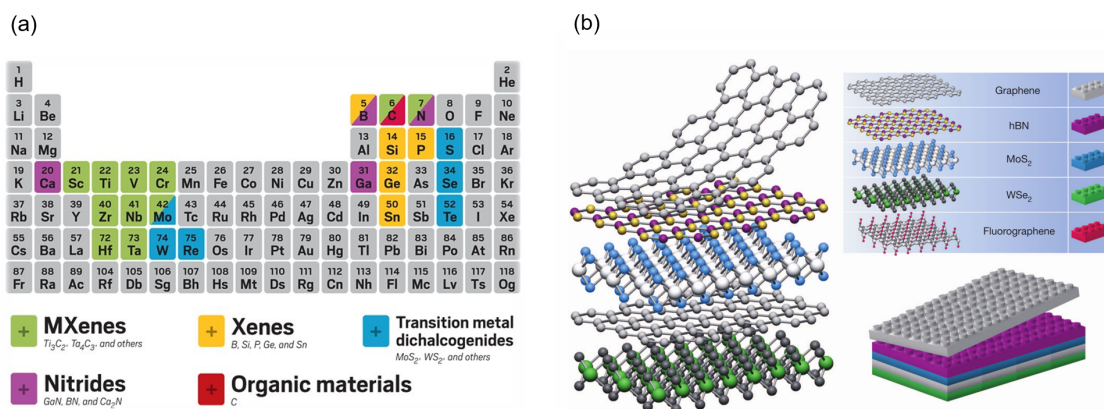 (a)
(b)
1 2
H He
3 4 5 6 7 8 9 10
Li Be B C N O F Ne
11 12 13 14 15 16 17 18
Na Mg Al Si P S Cl Ar
19 20 21 22 23 24 25 26 27 28 29 30 31 32 33 34 35 36
K Ca Sc Ti V Cr Mn Fe Co Ni Cu Zn Ga Ge As Se Br Kr
37 38 39 40 41 42 43 44 45 46 47 48 49 50 51 52 53 54
Rb Sr Y Zr Nb Mo Tc Ru Rh Pd Ag Cd In Sn Sb Te I Xe
55 56 57 72 73 74 75 76 77 78 79 80 81 82 83 84 85 86
Cs Ba La Hf Ta W Re Os Ir Pt Au Hg Tl Pb Bi Po At Rn
87 88 89 104 105 106 107 108 109 110 111 112 113 114 115 116 117 118
Fr Ra Ac Rf Db Sg Bh Hs Mt Ds Rg Cn Nh Fl Mc Lv Ts Og
+ MXenes
Ti₃C₂, Ta₄C₃, and others
+ Xenes
B, Si, P, Ge, and Sn
+ Transition metal
dichalcogenides
MoS₂, WS₂, and others
+ Nitrides
GaN, BN, and Ca₂N
+ Organic materials
C
Graphene
hBN
MoS₂
WSe₂
Fluorographene